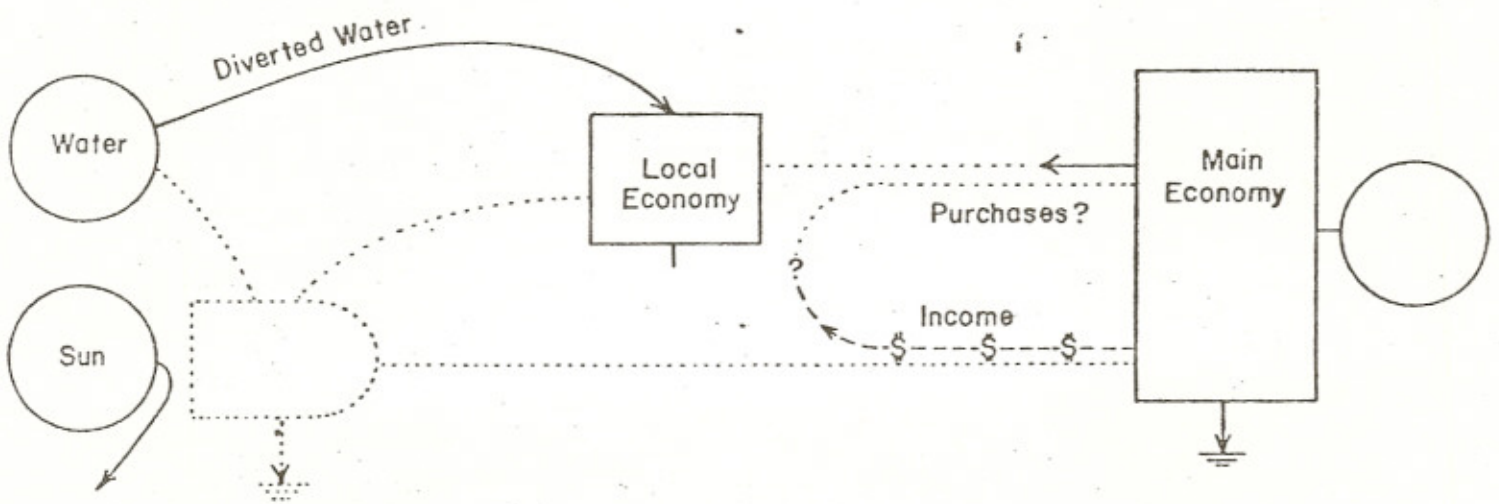 Diverted Water
Water
Local
Economy
Main
Economy
Purchases?
?
Income
$ $ $
Sun